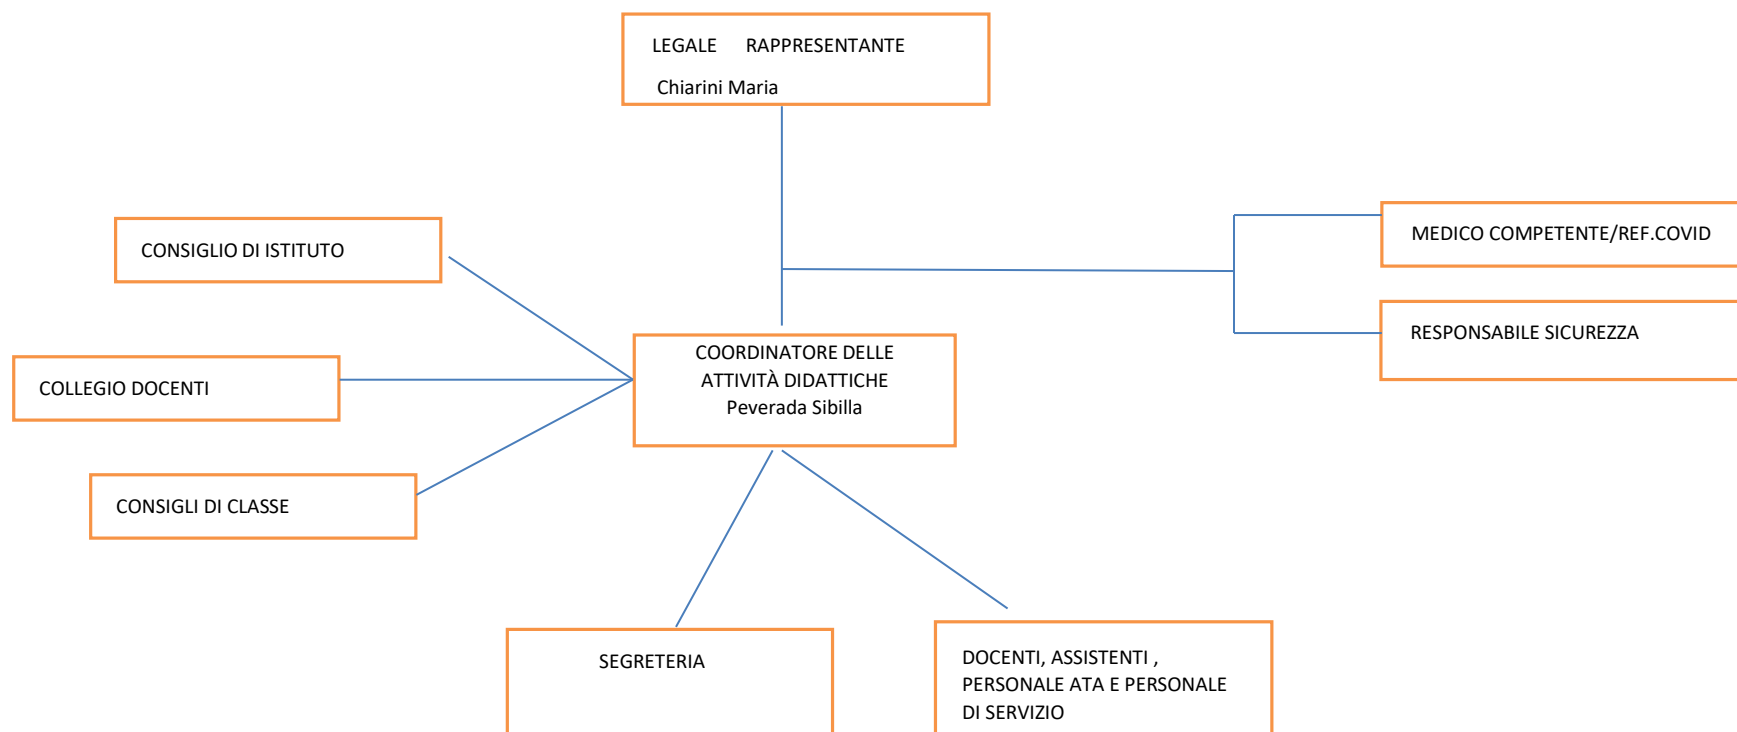 LEGALE RAPPRESENTANTE
Chiarini Maria
MEDICO COMPETENTE/REF.COVID
CONSIGLIO DI ISTITUTO
RESPONSABILE SICUREZZA
COORDINATORE DELLE
ATTIVITÀ DIDATTICHE
Peverada Sibilla
COLLEGIO DOCENTI
CONSIGLI DI CLASSE
SEGRETERIA
DOCENTI, ASSISTENTI ,
PERSONALE ATA E PERSONALE
DI SERVIZIO